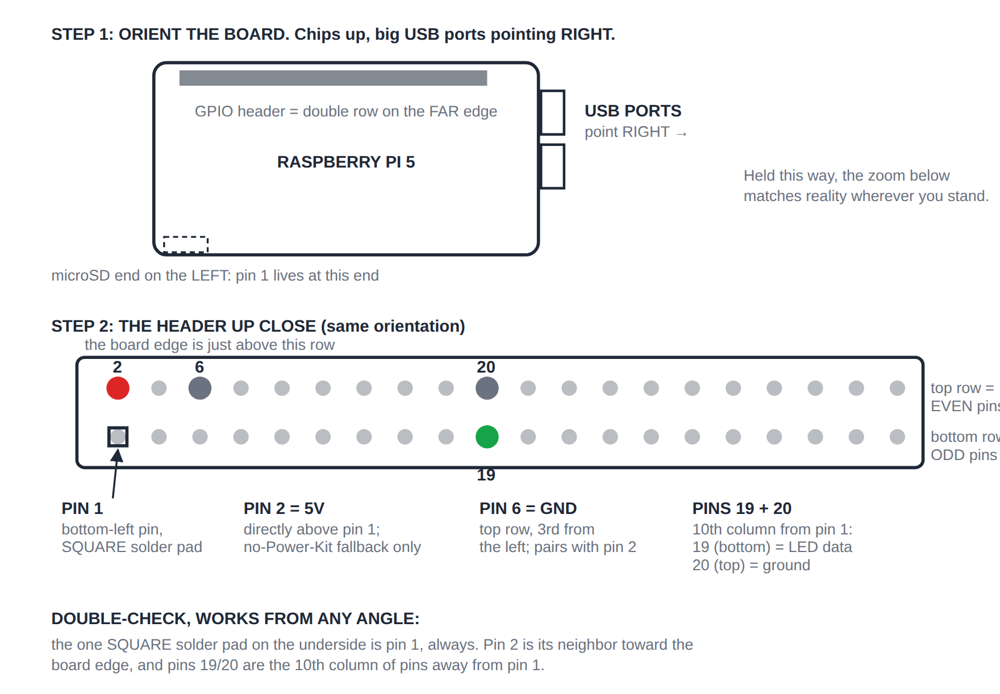 STEP 1: ORIENT THE BOARD. Chips up, big USB ports pointing RIGHT.
GPIO header = double row on the FAR edge
USB PORTS
point RIGHT →
RASPBERRY PI 5
Held this way, the zoom below
matches reality wherever you stand.
microSD end on the LEFT: pin 1 lives at this end
STEP 2: THE HEADER UP CLOSE (same orientation)
the board edge is just above this row
2 6 20
top row =
EVEN pins
bottom row
ODD pins
19
PIN 1
bottom-left pin,
SQUARE solder pad
PIN 2 = 5V
directly above pin 1;
no-Power-Kit fallback only
PIN 6 = GND
top row, 3rd from
the left; pairs with pin 2
PINS 19 + 20
10th column from pin 1:
19 (bottom) = LED data
20 (top) = ground
DOUBLE-CHECK, WORKS FROM ANY ANGLE:
the one SQUARE solder pad on the underside is pin 1, always. Pin 2 is its neighbor toward the
board edge, and pins 19/20 are the 10th column of pins away from pin 1.